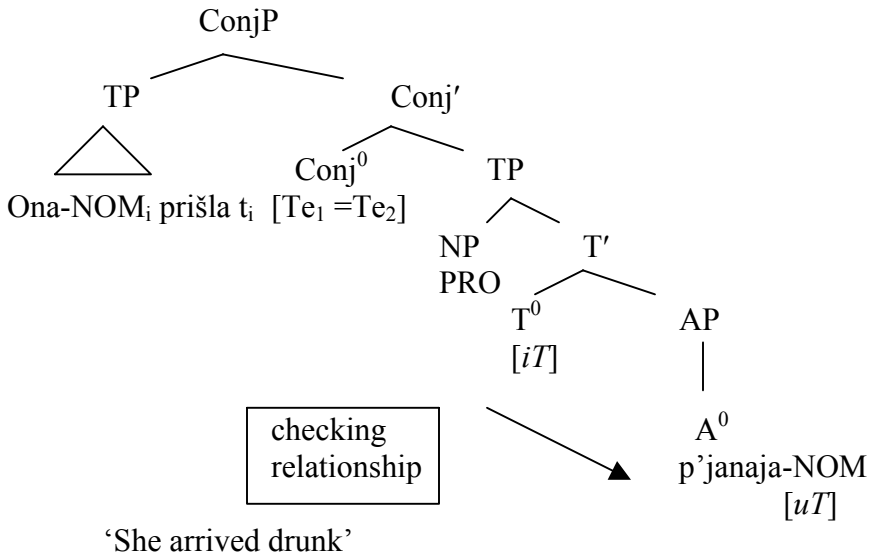 ConjP
TP Conj′
Conj⁰ TP
Ona-NOMᵢ prišla tᵢ [Te₁ =Te₂]
NP T′
PRO
T⁰ AP
[iT]
checking A⁰
relationship p’janaja-NOM
[uT]
‘She arrived drunk’